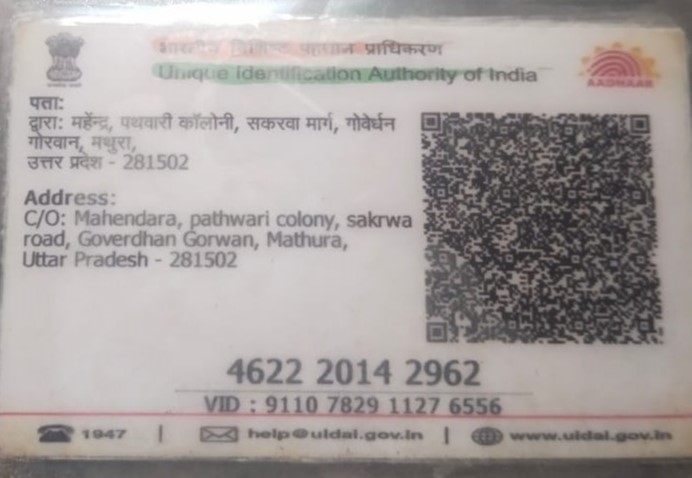 भारतीय विशिष्ट पहचान प्राधिकरण
Unique Identification Authority of India
AADHAAR
पता:
द्वारा: महेंन्द्र, पथवारी कॉलोनी, सकरवा मार्ग, गोवेर्धन
गोरवान, मथुरा,
उत्तर प्रदेश - 281502
Address:
C/O: Mahendara, pathwari colony, sakrwa
road, Goverdhan Gorwan, Mathura,
Uttar Pradesh - 281502
4622 2014 2962
VID : 9110 7829 1127 6556
1947 | help@uidai.gov.in | www.uidai.gov.in